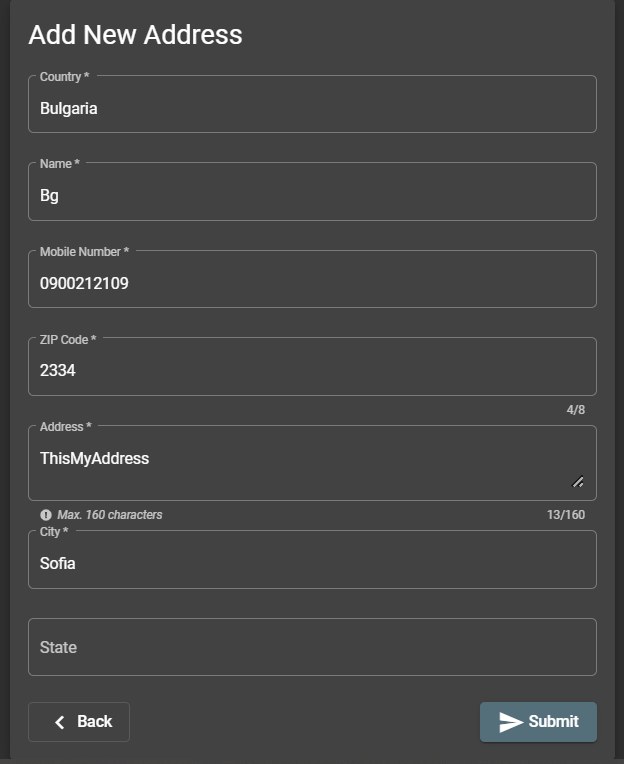 Add New Address
Country *
Bulgaria
Name *
Bg
Mobile Number *
0900212109
ZIP Code *
2334
4/8
Address *
ThisMyAddress
Max. 160 characters 13/160
City *
Sofia
State
Back Submit